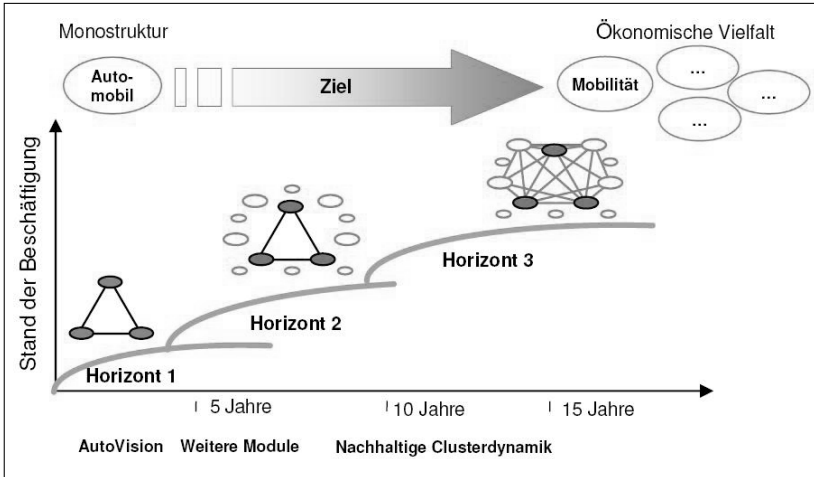 Monostruktur
Ökonomische Vielfalt
Auto-
mobil
Ziel
Mobilität
...
...
...
Stand der Beschäftigung
Horizont 1
Horizont 2
Horizont 3
5 Jahre
10 Jahre
15 Jahre
AutoVision
Weitere Module
Nachhaltige Clusterdynamik